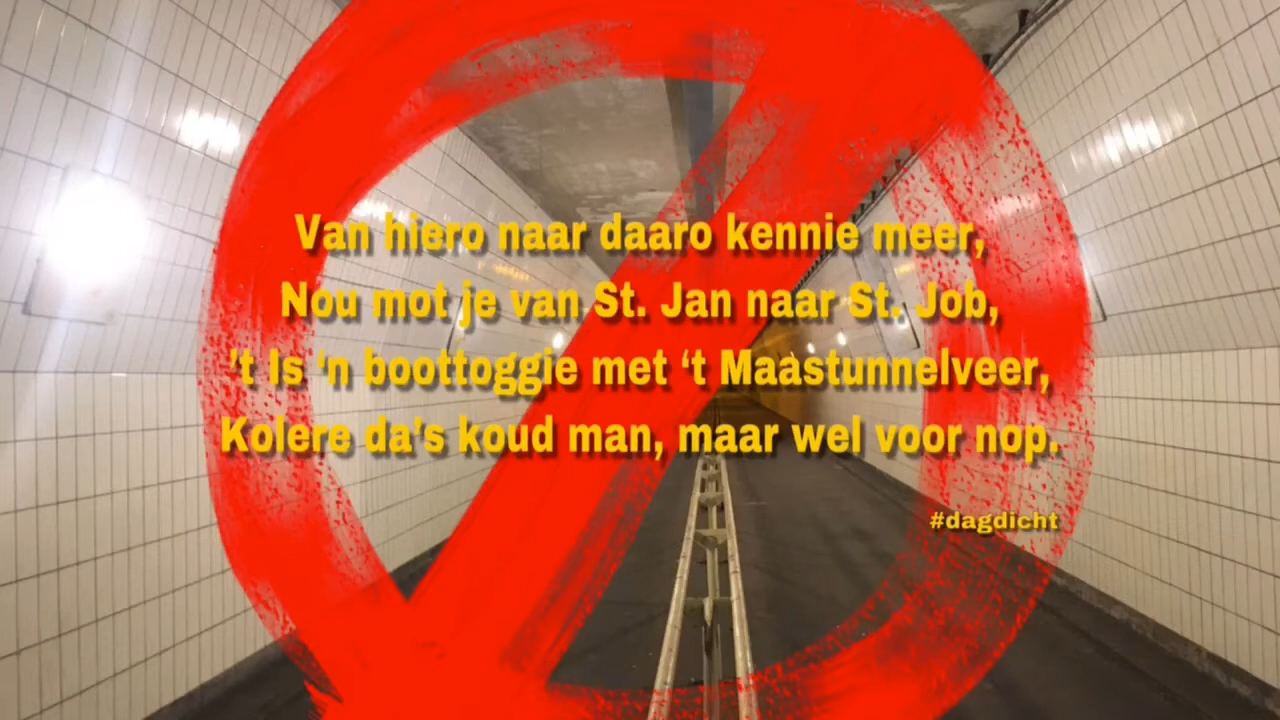 Van hiero naar daaro kennie meer,
Nou mot je van St. Jan naar St. Job,
't Is 'n boottoggie met 't Maastunnelveer,
Kolere da's koud man, maar wel voor nop.
#dagdicht